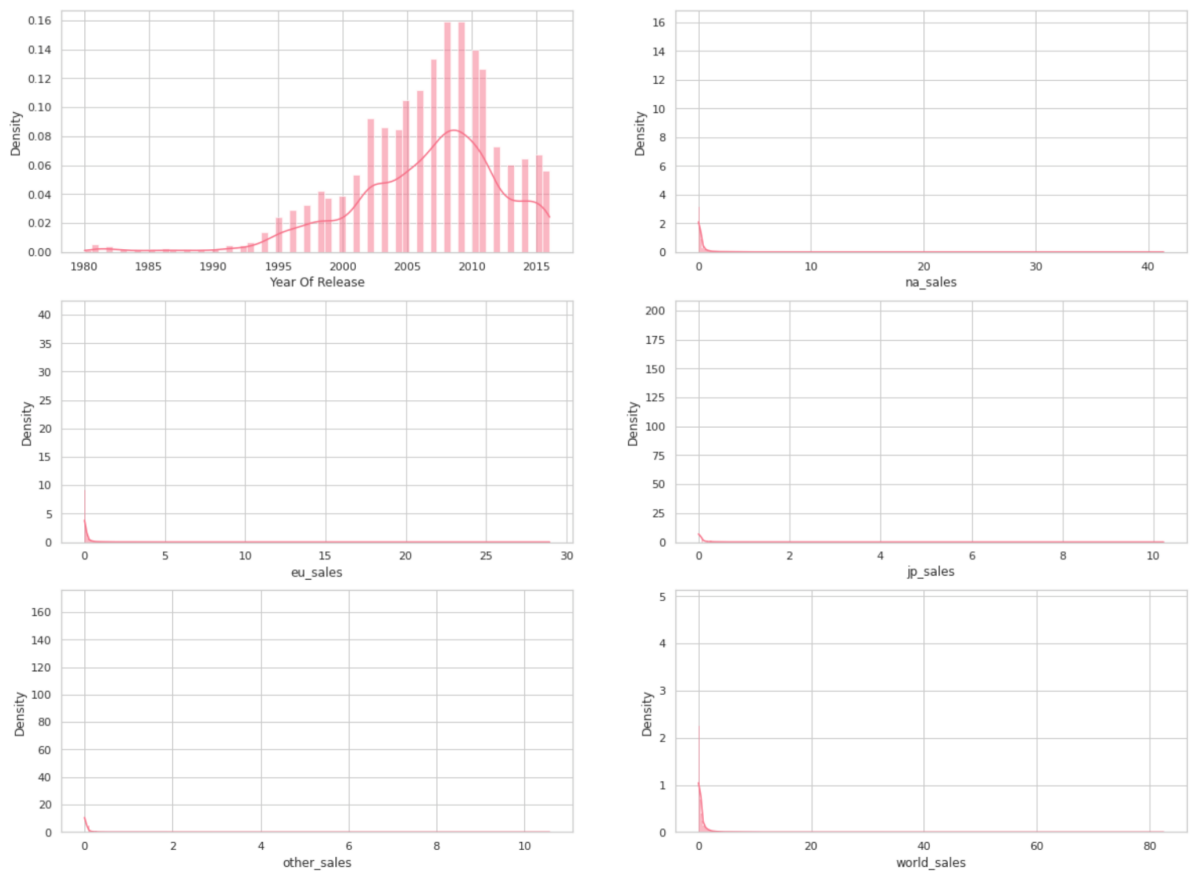 0.16
0.14
0.12
0.10
0.08
0.06
0.04
0.02
0.00
Density
1980 1985 1990 1995 2000 2005 2010 2015
Year Of Release
16
14
12
10
8
6
4
2
0
Density
0 10 20 30 40
na_sales
40
35
30
25
20
15
10
5
0
Density
0 5 10 15 20 25 30
eu_sales
200
175
150
125
100
75
50
25
0
Density
0 2 4 6 8 10
jp_sales
160
140
120
100
80
60
40
20
0
Density
0 2 4 6 8 10
other_sales
5
4
3
2
1
0
Density
0 20 40 60 80
world_sales